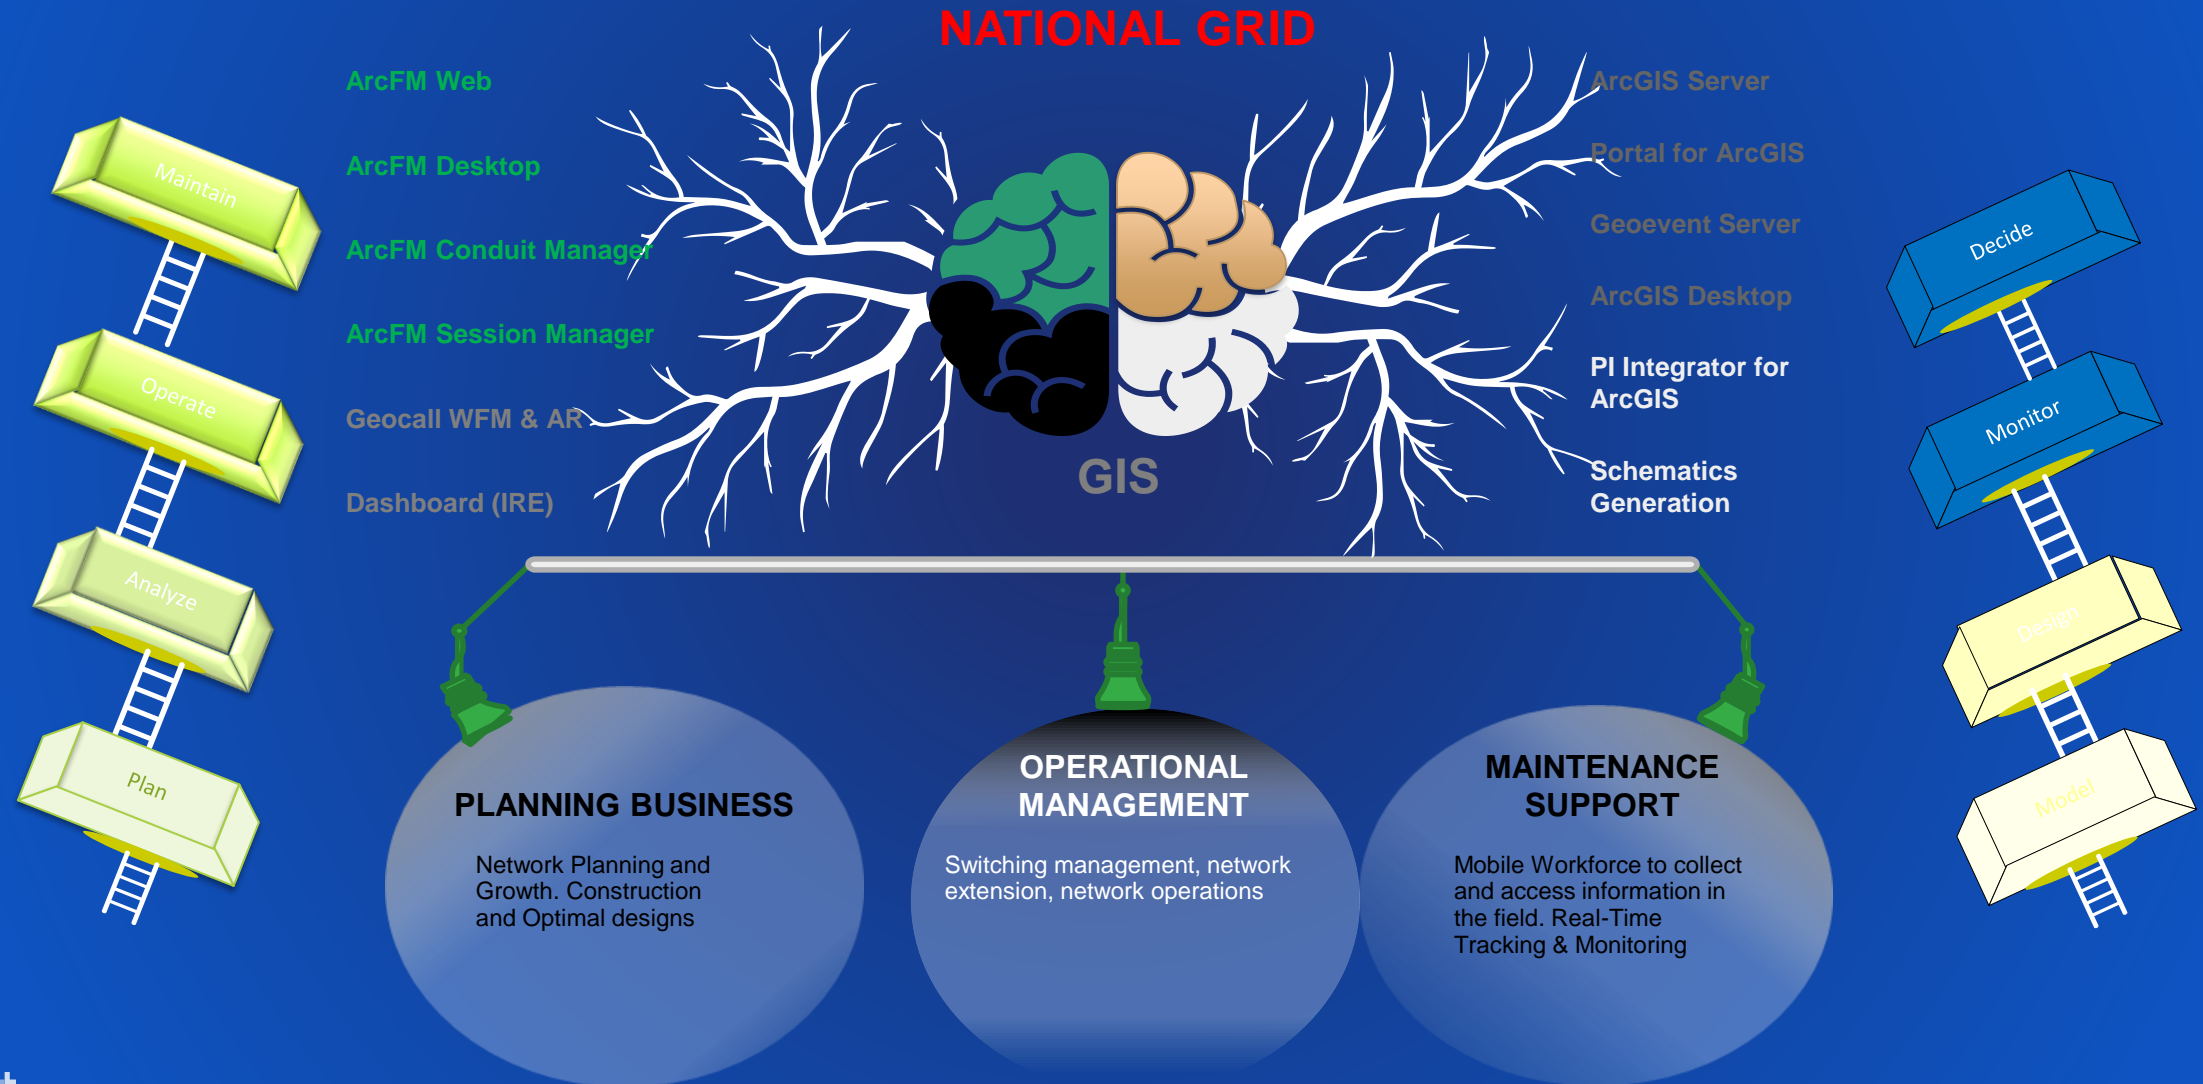 NATIONAL GRID
ArcFM Web
ArcFM Desktop
ArcFM Conduit Manager
ArcFM Session Manager
Geocall WFM & AR
Dashboard (IRE)
ArcGIS Server
Portal for ArcGIS
Geoevent Server
ArcGIS Desktop
PI Integrator for
ArcGIS
Schematics
Generation
GIS
Maintain
Operate
Analyze
Plan
Decide
Monitor
Design
Model
PLANNING BUSINESS
Network Planning and
Growth. Construction
and Optimal designs
OPERATIONAL
MANAGEMENT
Switching management, network
extension, network operations
MAINTENANCE
SUPPORT
Mobile Workforce to collect
and access information in
the field. Real-Time
Tracking & Monitoring